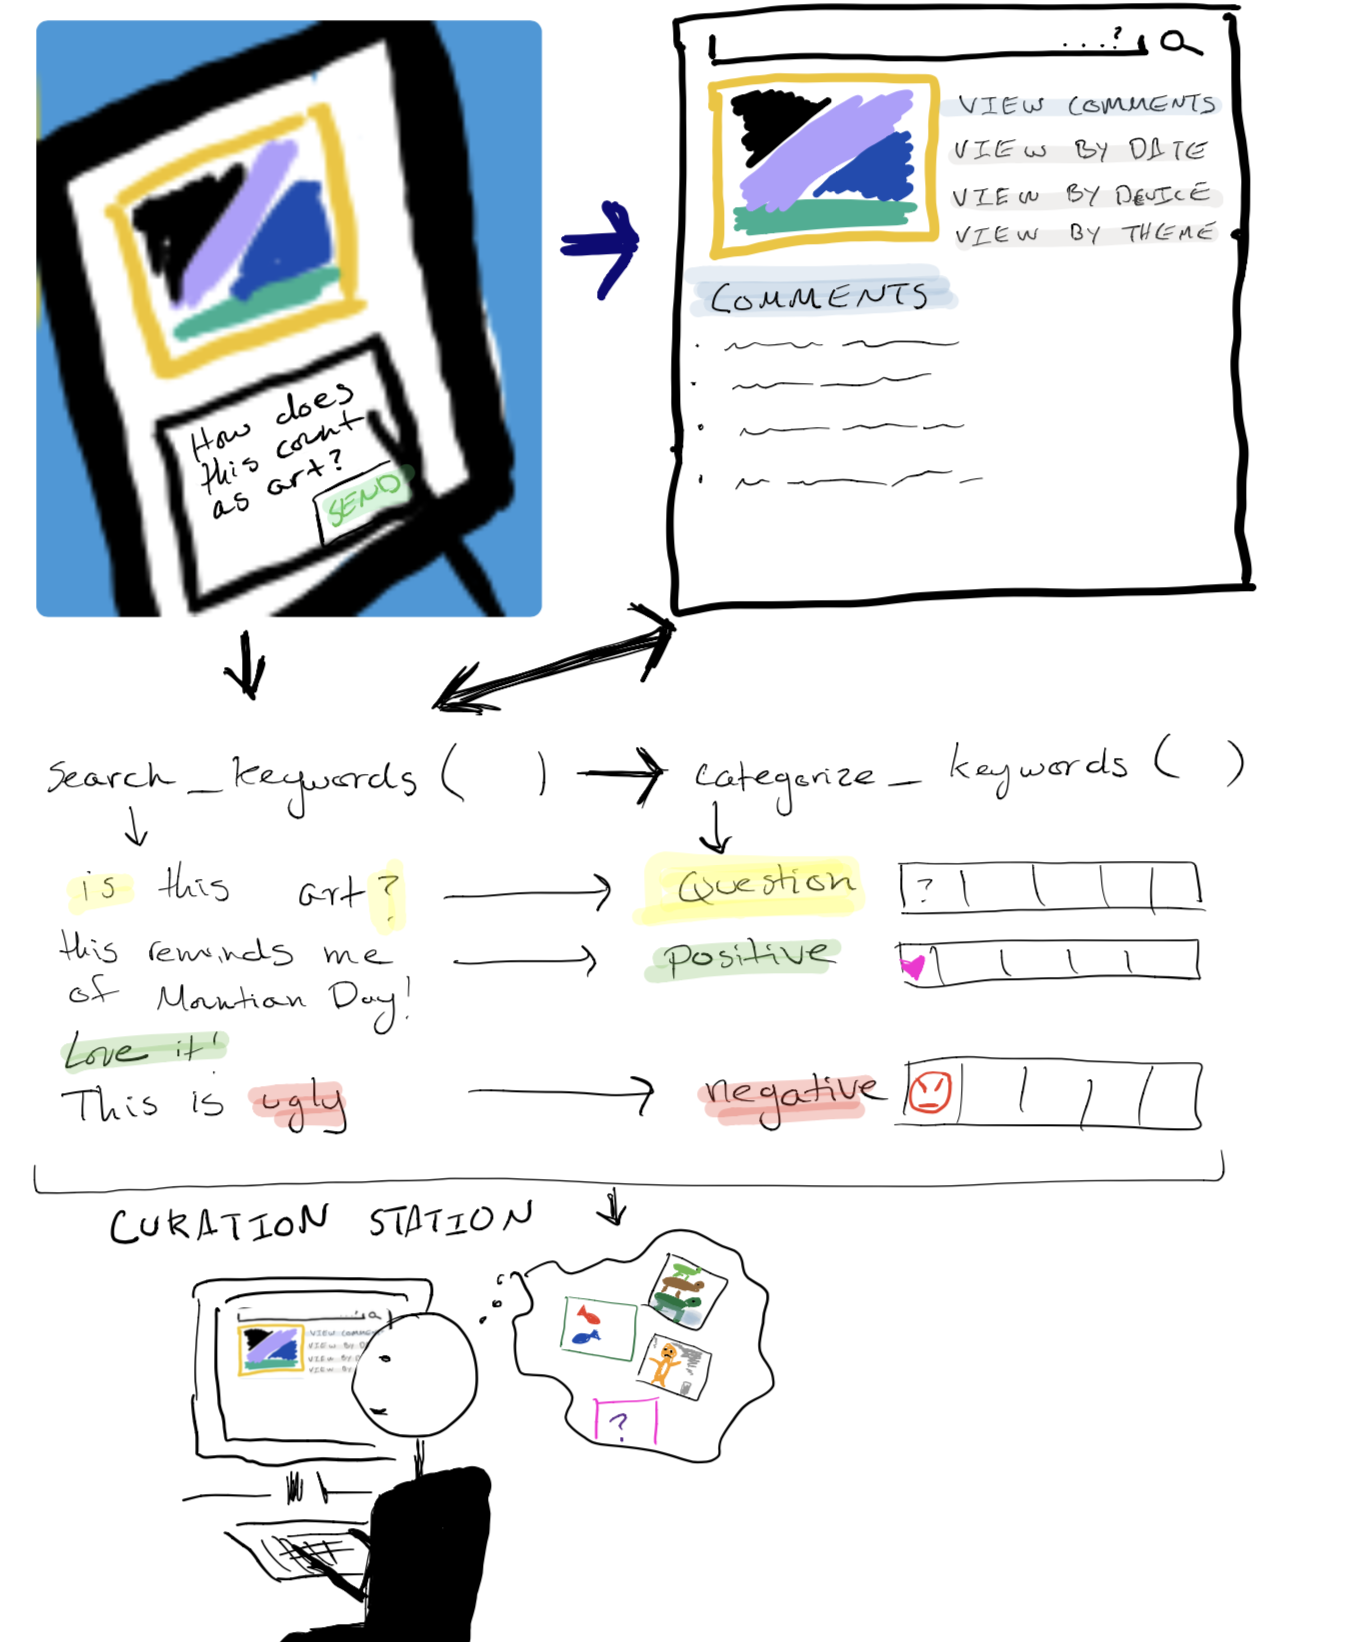 How does
this count
as art?
SEND
....?
VIEW COMMENTS
VIEW BY DATE
VIEW BY DEVICE
VIEW BY THEME
COMMENTS
search_keywords ( ) → categorize_keywords ( )
is this art? → Question ?
this reminds me → positive
of Mountian Day!
Love it!
This is ugly → negative
CURATION STATION
VIEW COMMEN
VIEW BY D
VIEW BY D
VIEW BY
?